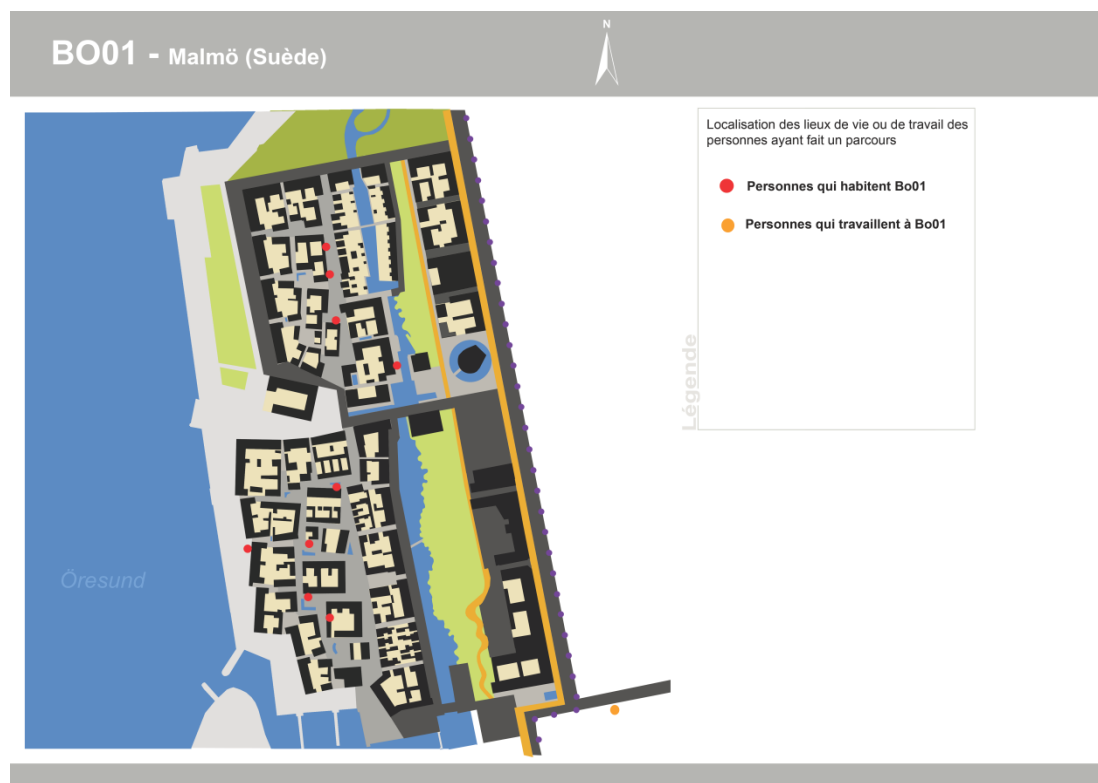 BO01 - Malmö (Suède)
N
Localisation des lieux de vie ou de travail des
personnes ayant fait un parcours
Personnes qui habitent Bo01
Personnes qui travaillent à Bo01
Légende
Öresund